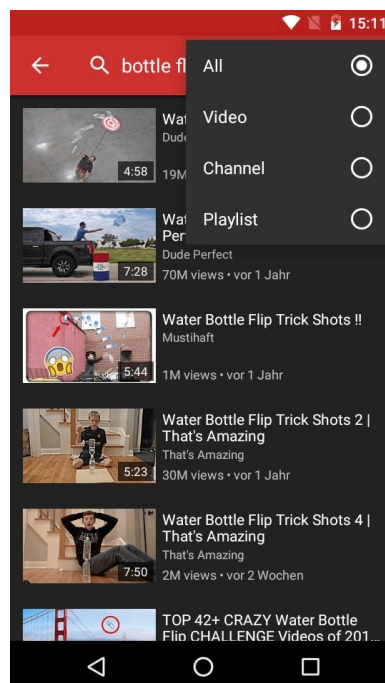 15:11
bottle fl
All
Video
Channel
Playlist
4:58
Wat
Dude
19M
7:28
Wat
Per
Dude Perfect
70M views • vor 1 Jahr
5:44
Water Bottle Flip Trick Shots !!
Mustihaft
1M views • vor 1 Jahr
5:23
Water Bottle Flip Trick Shots 2 |
That's Amazing
That's Amazing
30M views • vor 1 Jahr
7:50
Water Bottle Flip Trick Shots 4 |
That's Amazing
That's Amazing
2M views • vor 2 Wochen
TOP 42+ CRAZY Water Bottle
Flip CHALLENGE Videos of 201...